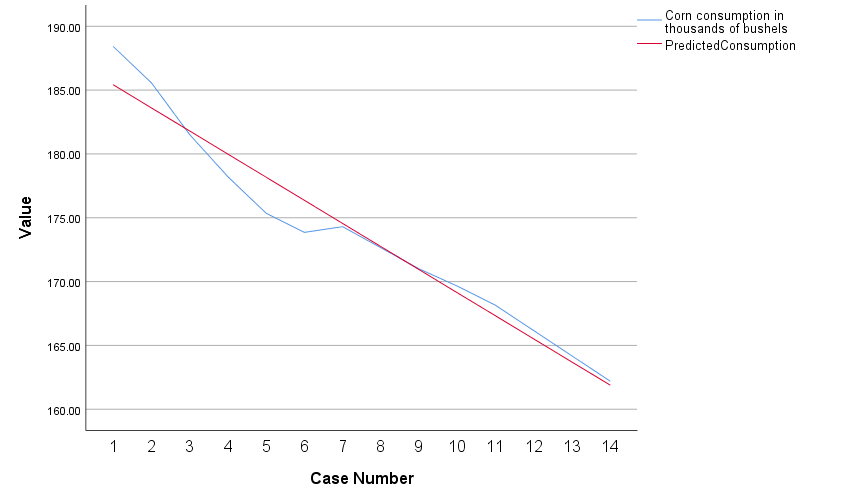 Corn consumption in
thousands of bushels
PredictedConsumption
190.00
185.00
180.00
175.00
170.00
165.00
160.00
Value
1 2 3 4 5 6 7 8 9 10 11 12 13 14
Case Number